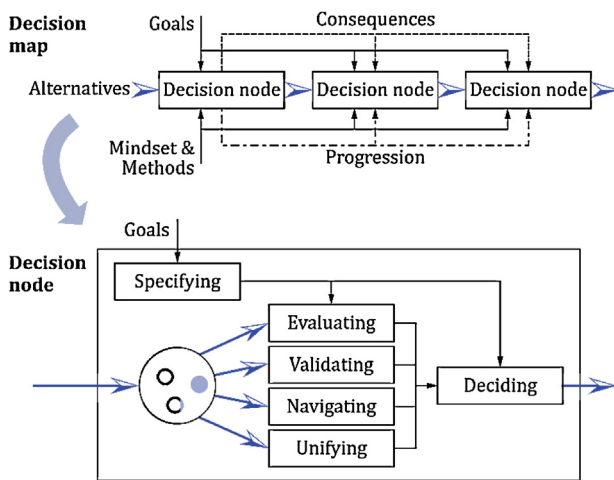 Decision
map
Goals
Consequences
Alternatives
Decision node
Decision node
Decision node
Mindset &
Methods
Progression
Decision
node
Goals
Specifying
Evaluating
Validating
Navigating
Unifying
Deciding